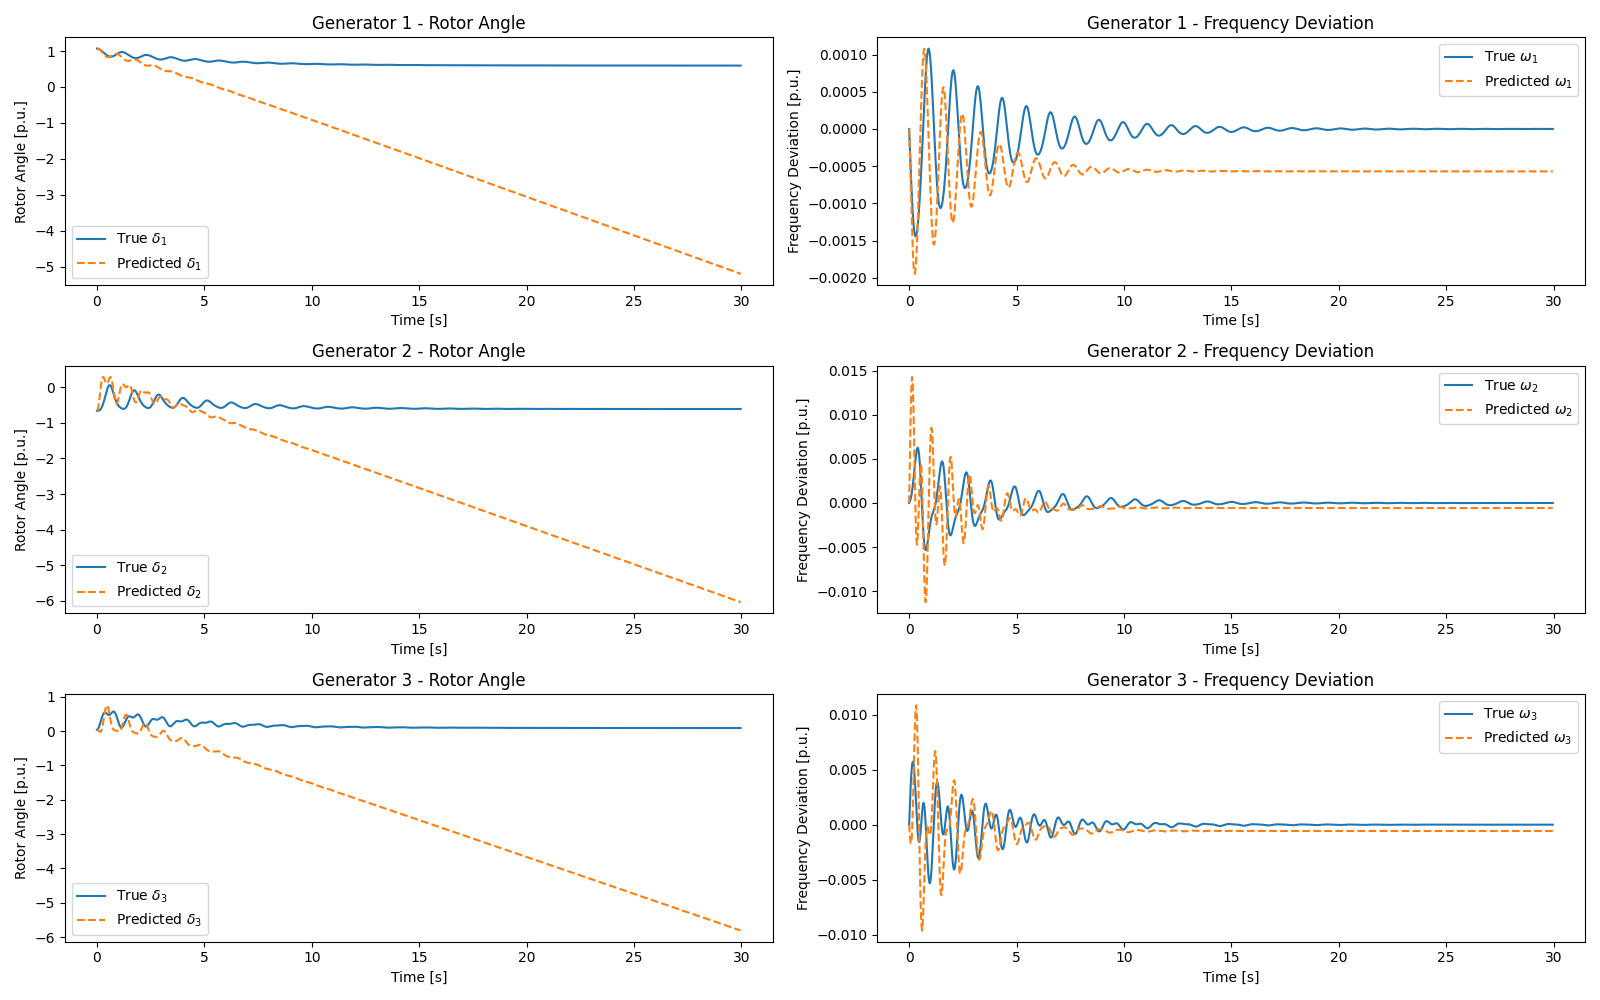 Generator 1 - Rotor Angle
Rotor Angle [p.u.]
1
0
−1
−2
−3
−4
−5
True δ₁
Predicted δ₁
0 5 10 15 20 25 30
Time [s]
Generator 1 - Frequency Deviation
Frequency Deviation [p.u.]
0.0010
0.0005
0.0000
−0.0005
−0.0010
−0.0015
−0.0020
True ω₁
Predicted ω₁
0 5 10 15 20 25 30
Time [s]
Generator 2 - Rotor Angle
Rotor Angle [p.u.]
0
−1
−2
−3
−4
−5
−6
True δ₂
Predicted δ₂
0 5 10 15 20 25 30
Time [s]
Generator 2 - Frequency Deviation
Frequency Deviation [p.u.]
0.015
0.010
0.005
0.000
−0.005
−0.010
True ω₂
Predicted ω₂
0 5 10 15 20 25 30
Time [s]
Generator 3 - Rotor Angle
Rotor Angle [p.u.]
1
0
−1
−2
−3
−4
−5
−6
True δ₃
Predicted δ₃
0 5 10 15 20 25 30
Time [s]
Generator 3 - Frequency Deviation
Frequency Deviation [p.u.]
0.010
0.005
0.000
−0.005
−0.010
True ω₃
Predicted ω₃
0 5 10 15 20 25 30
Time [s]